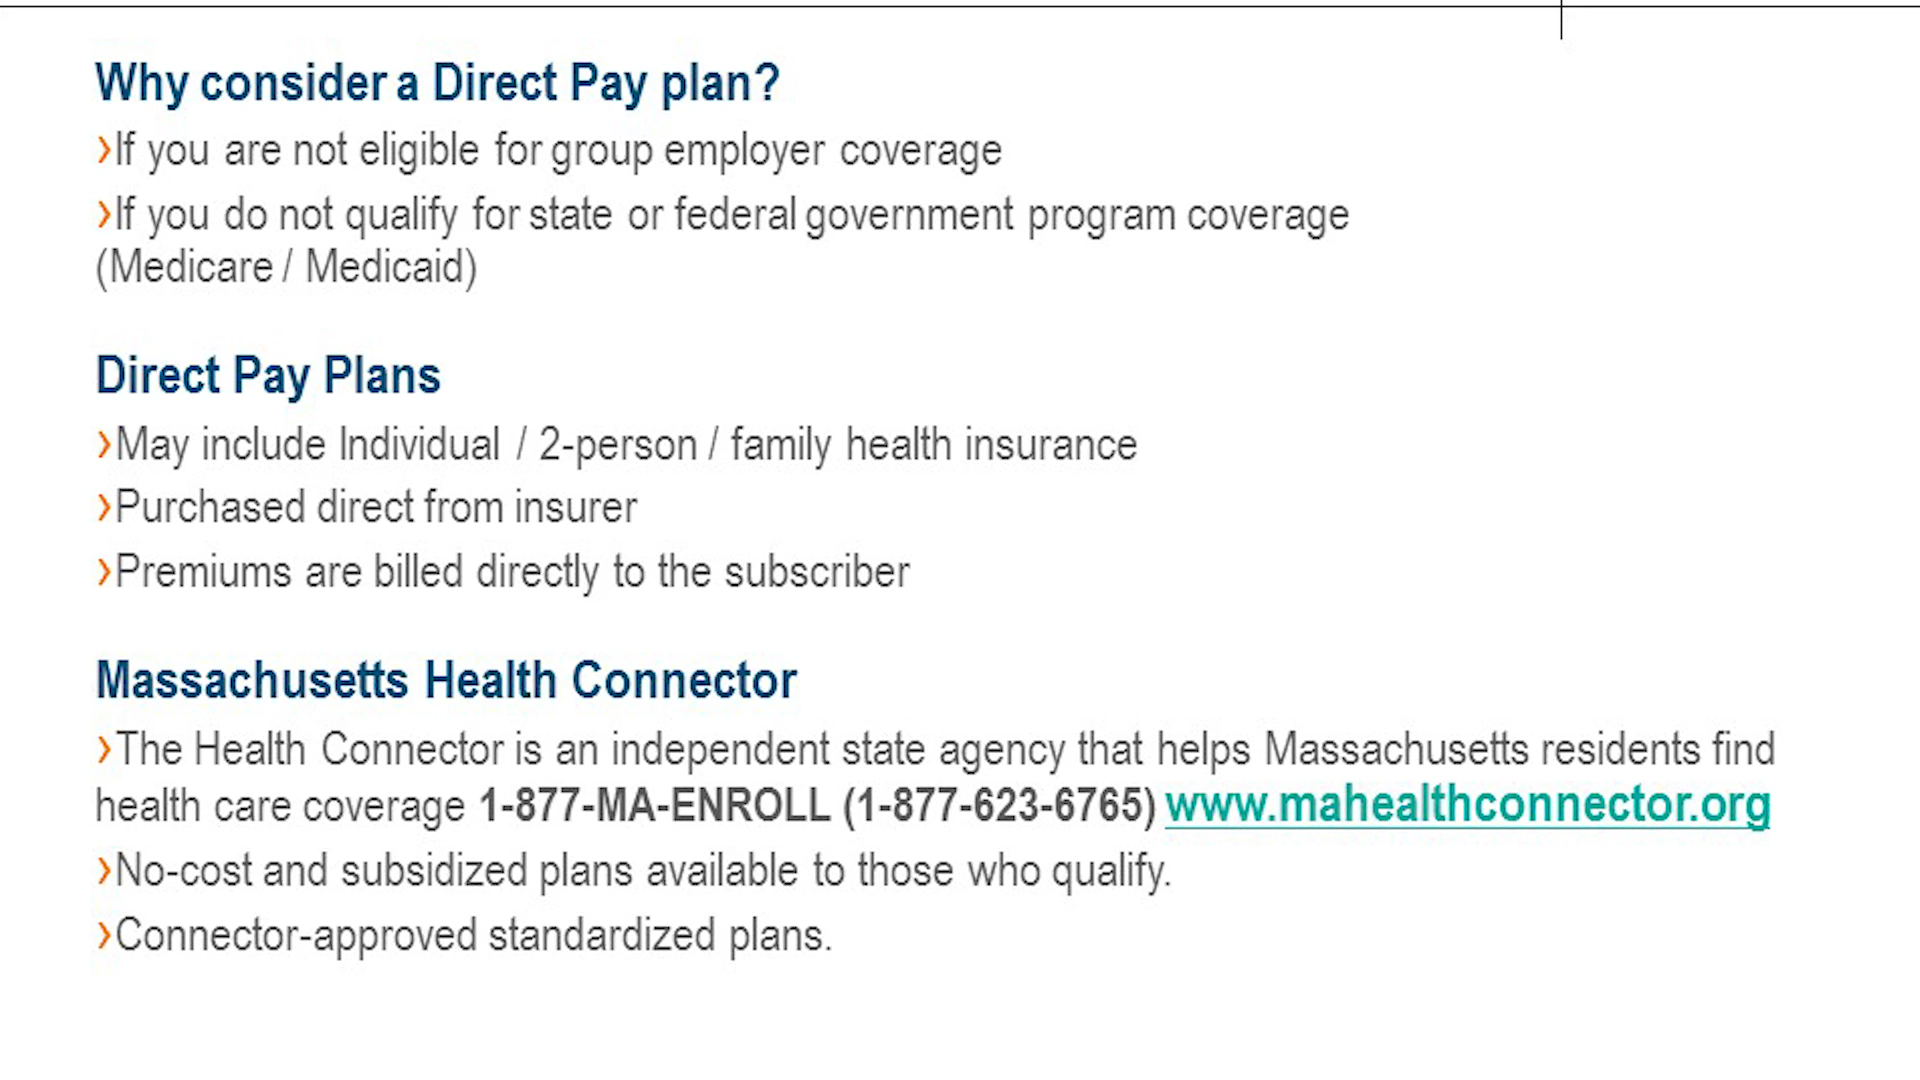 Why consider a Direct Pay plan?
›If you are not eligible for group employer coverage
›If you do not qualify for state or federal government program coverage
(Medicare / Medicaid)
Direct Pay Plans
›May include Individual / 2-person / family health insurance
›Purchased direct from insurer
›Premiums are billed directly to the subscriber
Massachusetts Health Connector
›The Health Connector is an independent state agency that helps Massachusetts residents find
health care coverage 1-877-MA-ENROLL (1-877-623-6765) www.mahealthconnector.org
›No-cost and subsidized plans available to those who qualify.
›Connector-approved standardized plans.